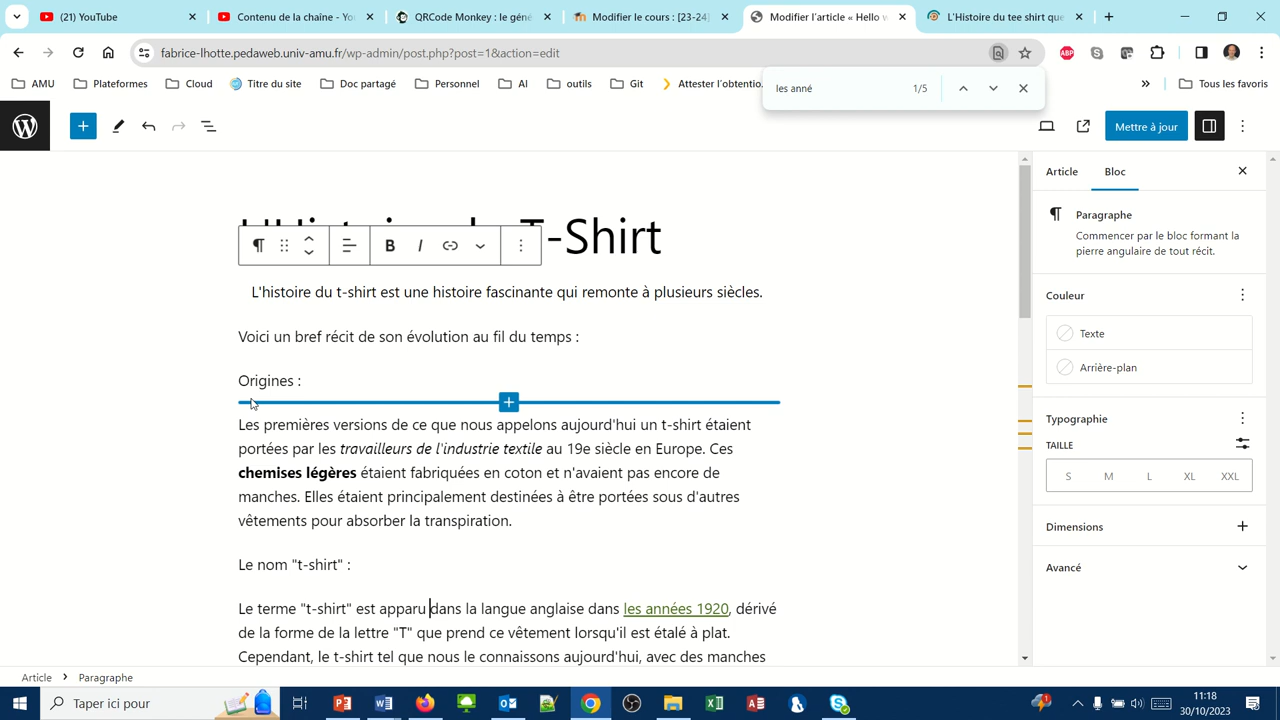 (21) YouTube
Contenu de la chaîne - Yo
QRCode Monkey : le géné
Modifier le cours : [23-24]
Modifier l'article « Hello w
L'Histoire du tee shirt que
fabrice-lhotte.pedaweb.univ-amu.fr/wp-admin/post.php?post=1&action=edit
ABP
AMU
Plateformes
Cloud
Titre du site
Doc partagé
Personnel
AI
outils
Git
Attester l'obtentio
»
Tous les favoris
les anné
1/5
Mettre à jour
Article
Bloc
Paragraphe
Commencer par le bloc formant la
pierre angulaire de tout récit.
Couleur
Texte
Arrière-plan
Typographie
TAILLE
S M L XL XXL
Dimensions
Avancé
L'Histoire du T-Shirt
B I
L'histoire du t-shirt est une histoire fascinante qui remonte à plusieurs siècles.
Voici un bref récit de son évolution au fil du temps :
Origines :
Les premières versions de ce que nous appelons aujourd'hui un t-shirt étaient
portées par les travailleurs de l'industrie textile au 19e siècle en Europe. Ces
chemises légères étaient fabriquées en coton et n'avaient pas encore de
manches. Elles étaient principalement destinées à être portées sous d'autres
vêtements pour absorber la transpiration.
Le nom "t-shirt" :
Le terme "t-shirt" est apparu dans la langue anglaise dans les années 1920, dérivé
de la forme de la lettre "T" que prend ce vêtement lorsqu'il est étalé à plat.
Cependant, le t-shirt tel que nous le connaissons aujourd'hui, avec des manches
Article
Paragraphe
Taper ici pour
11:18
30/10/2023